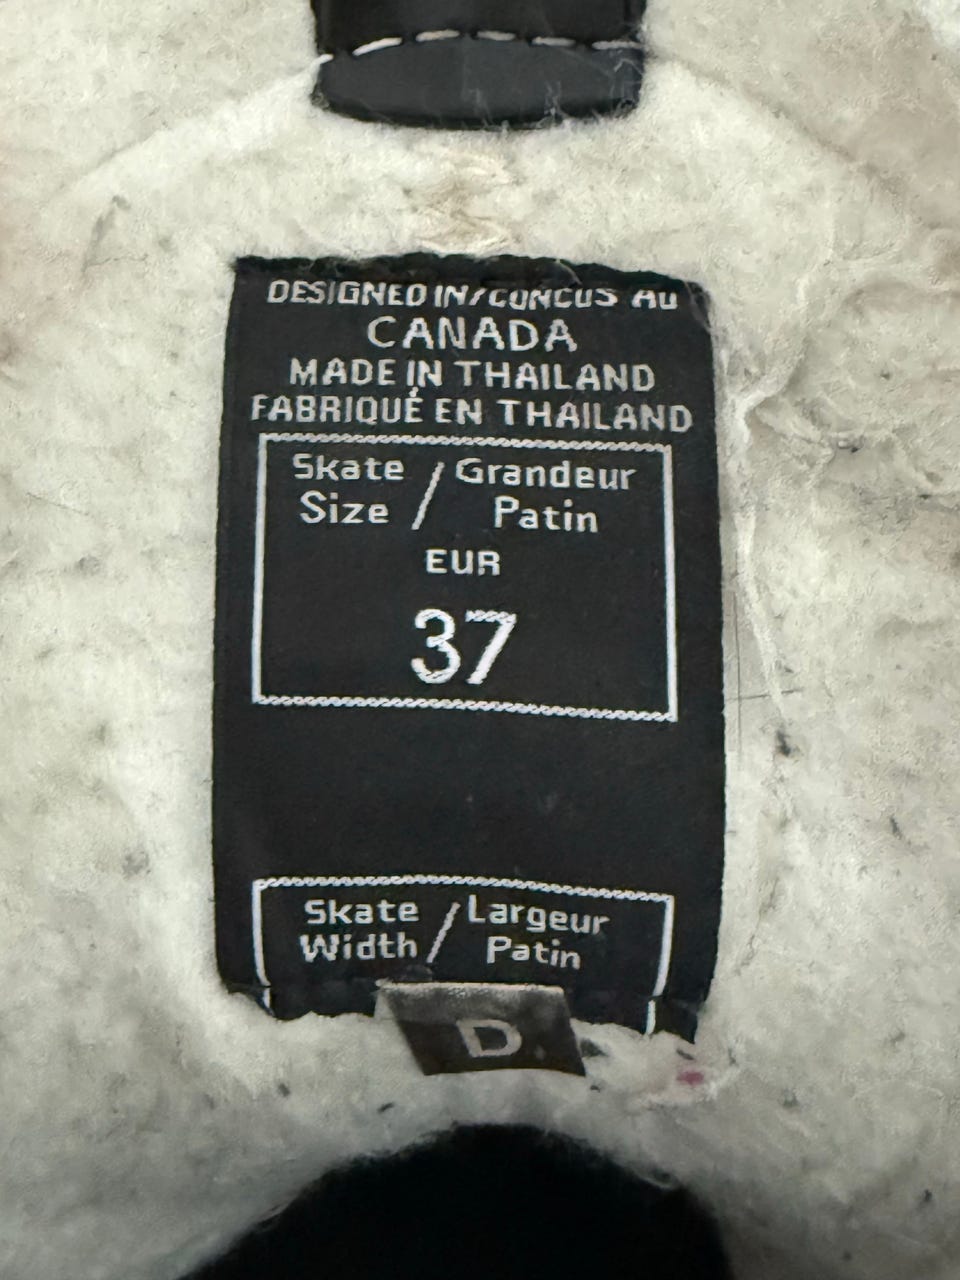 DESIGNED IN/CONCUS AU
CANADA
MADE IN THAILAND
FABRIQUÉ EN THAILAND
Skate / Grandeur
Size / Patin
EUR
37
Skate / Largeur
Width / Patin
D